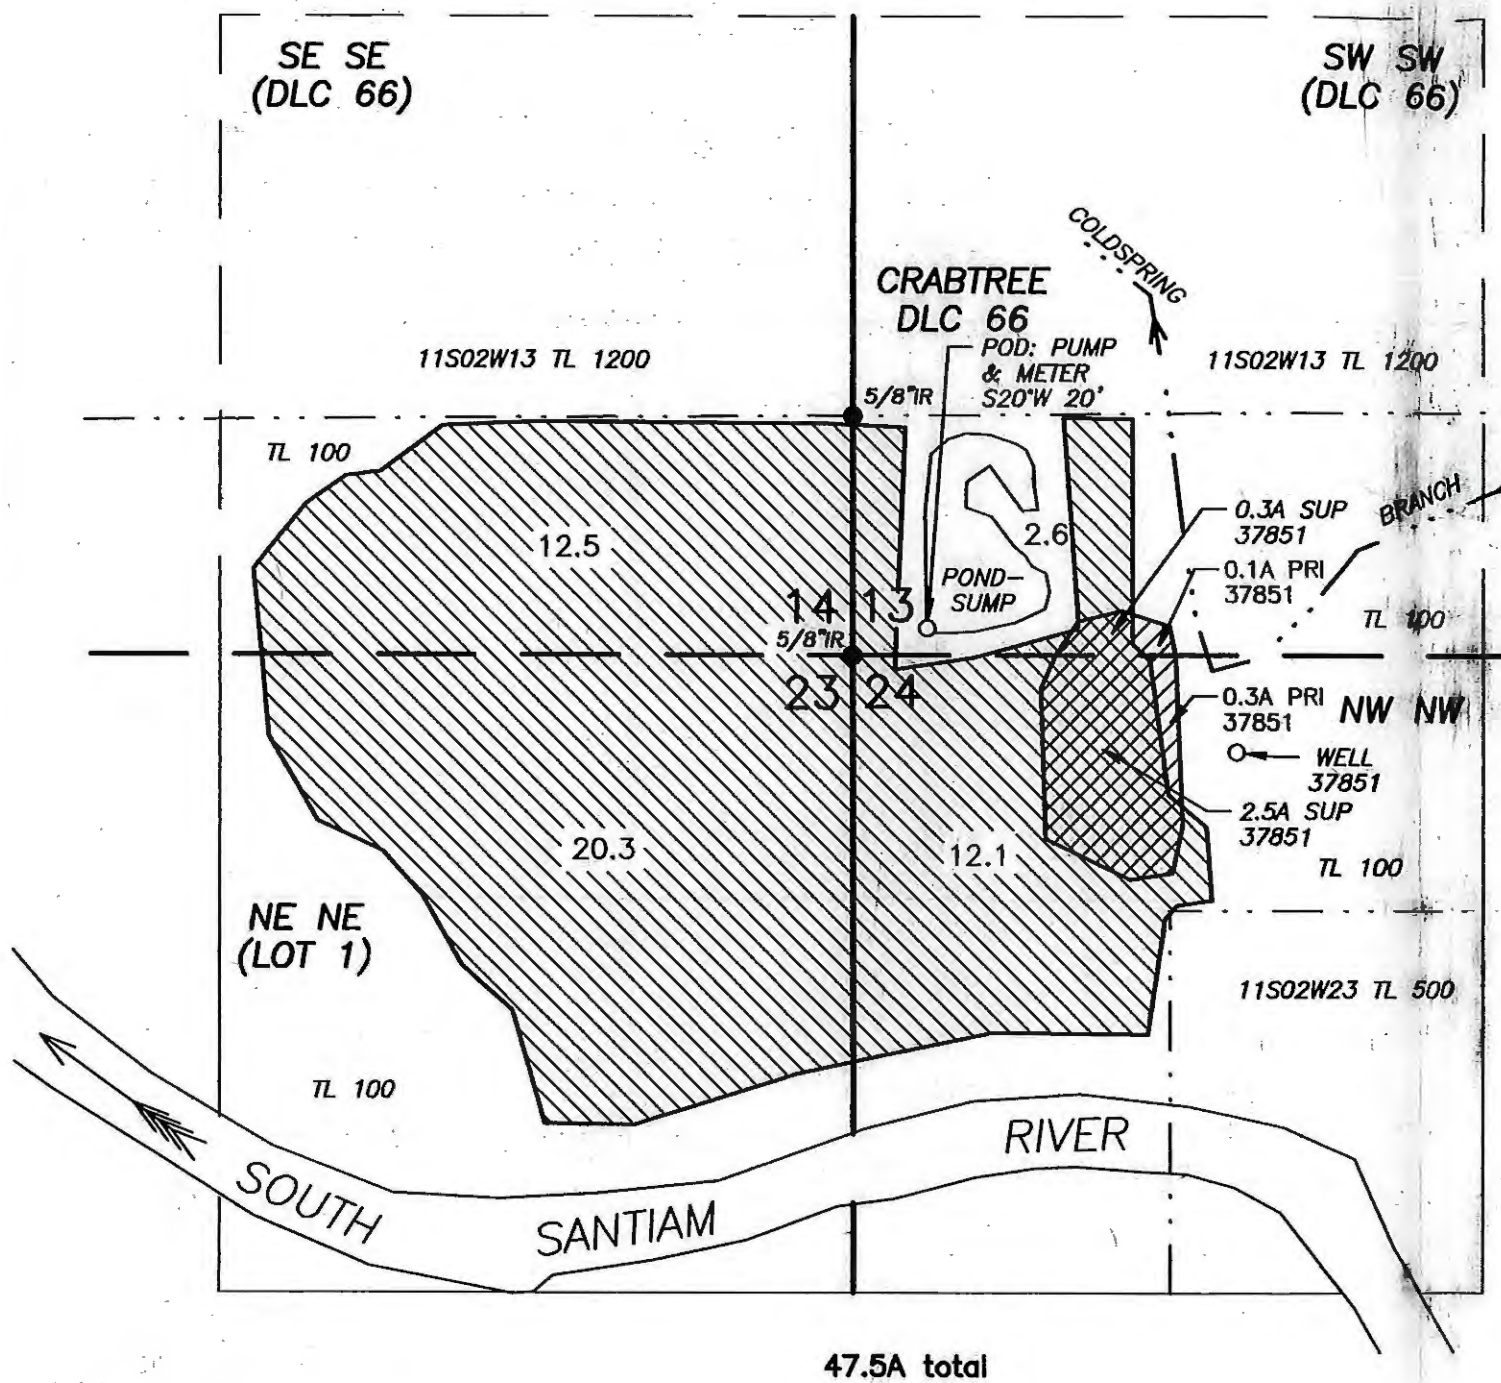 SE SE
(DLC 66)
SW SW
(DLC 66)
COLDSPRING
CRABTREE
DLC 66
POD: PUMP
& METER
S20°W 20'
11S02W13 TL 1200
5/8"IR
11S02W13 TL 1200
TL 100
12.5
2.6
0.3A SUP
37851
BRANCH
0.1A PRI
37851
POND-
SUMP
14 13
TL 100
5/8"IR
23 24
0.3A PRI
37851
NW NW
WELL
37851
2.5A SUP
37851
20.3
12.1
TL 100
NE NE
(LOT 1)
11S02W23 TL 500
TL 100
SOUTH SANTIAM RIVER
47.5A total